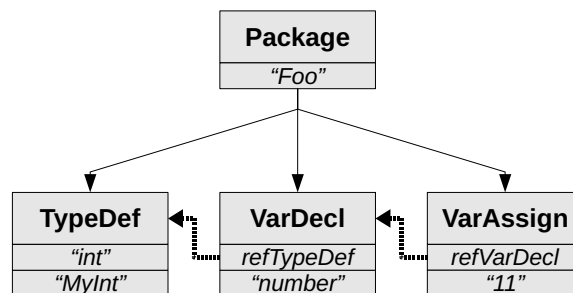 Package
“Foo”
TypeDef
“int”
“MyInt”
VarDecl
refTypeDef
“number”
VarAssign
refVarDecl
“11”